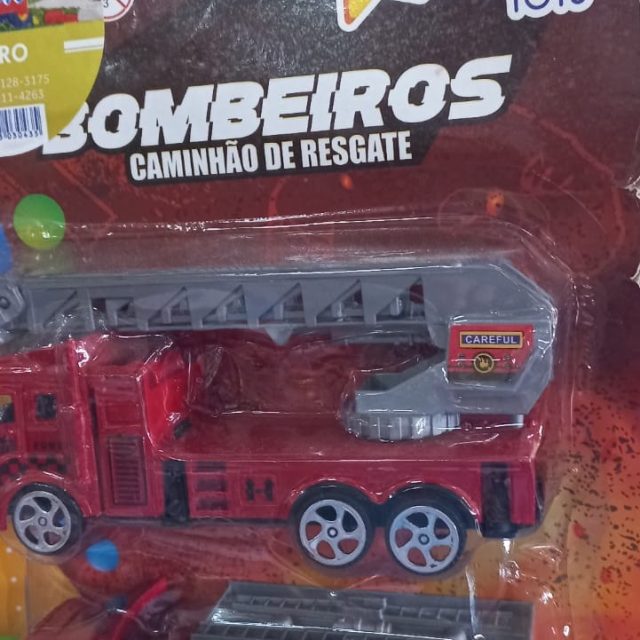 RO
128-3175
11-4263
BOMBEIROS
CAMINHÃO DE RESGATE
CAREFUL